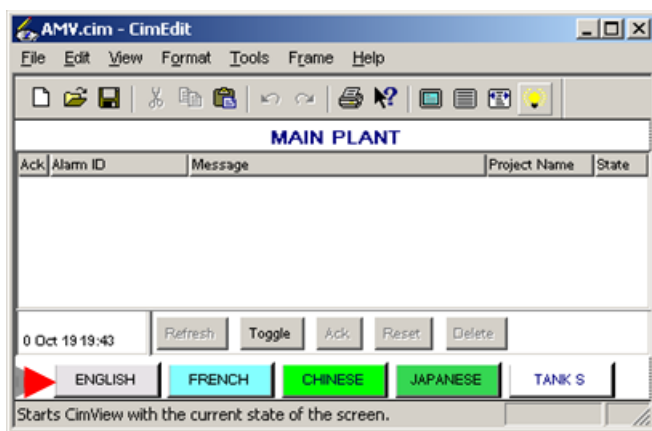 AMV.cim - CimEdit
File Edit View Format Tools Frame Help
MAIN PLANT
Ack Alarm ID Message Project Name State
0 Oct 19 19:43 Refresh Toggle Ack Reset Delete
ENGLISH FRENCH CHINESE JAPANESE TANK S
Starts CimView with the current state of the screen.